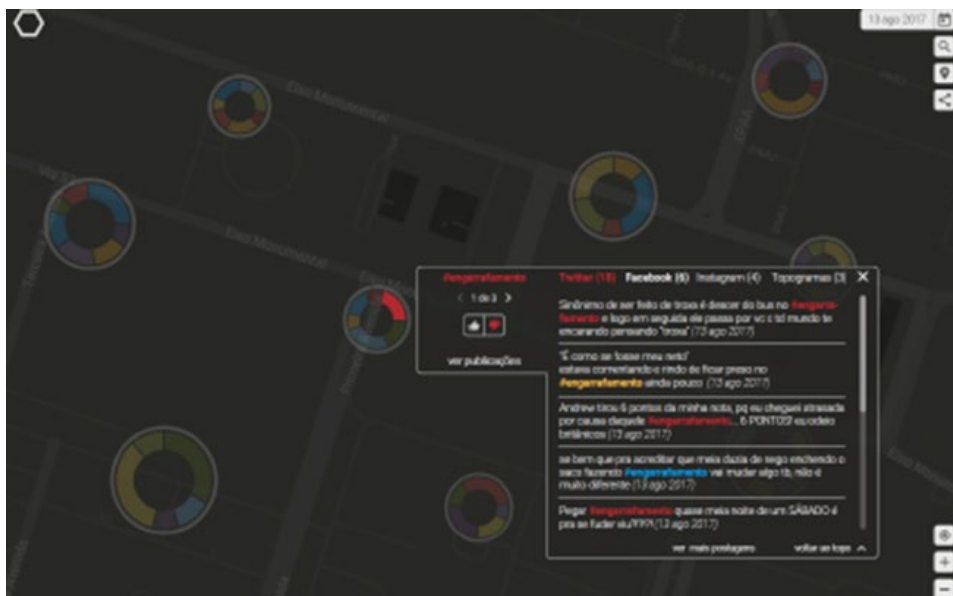 13 ago 2017
Eixo Monumental
Eixo Monumental
#engarrafamento
Twitter (18) Facebook (6) Instagram (4) Topogramas (3) X
< 1 de 3 >
ver publicações
Sinônimo de ser feito de troxa é descer do bus no #engarra-
famento e logo em seguida ele passa por vc c td mundo te
encarando pensando "troxa" (13 ago 2017)
"É como se fosse meu neto"
estava comentando e rindo de ficar preso no
#engarrafamento ainda pouco (13 ago 2017)
Andrew tirou 6 pontos da minha nota, pq eu cheguei atrasada
por causa daquele #engarrafamento... 6 PONTOS! eu odeio
britânicos (13 ago 2017)
se bem que pra acreditar que meia dazia de nego enchendo o
saco fazendo #engarrafamento vai mudar algo tb, não é
muito diferente (13 ago 2017)
Pegar #engarrafamento quase meia noite de um SÁBADO é
pra se fuder viu?!?!?! (13 ago 2017)
ver mais postagens
voltar ao topo